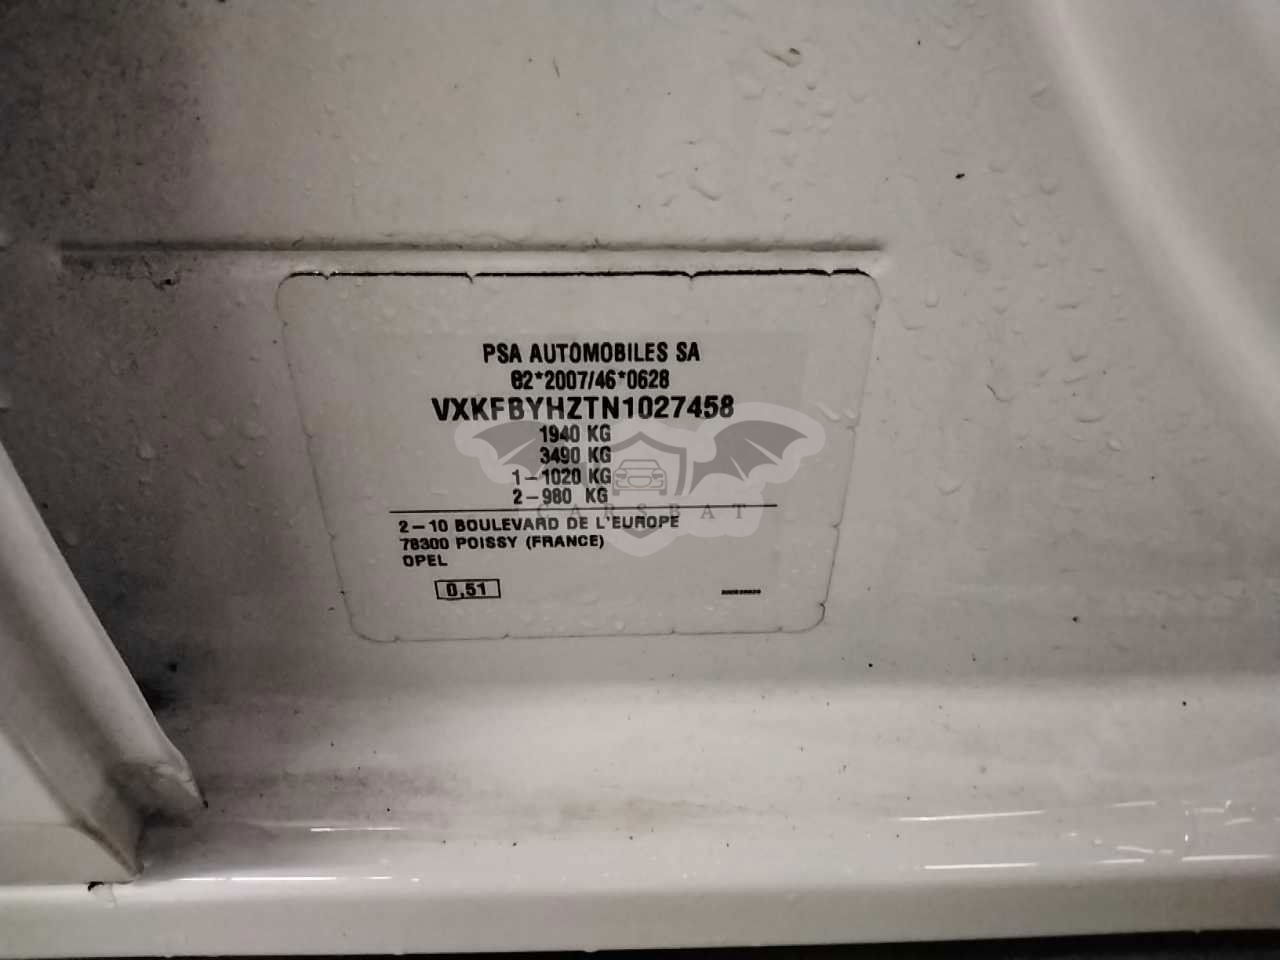 PSA AUTOMOBILES SA
e2*2007/46*0628
VXKFBYHZTN1027458
1940 KG
3490 KG
1-1020 KG
2-980 KG
CARSBAT
2-10 BOULEVARD DE L'EUROPE
78300 POISSY (FRANCE)
OPEL
0,51